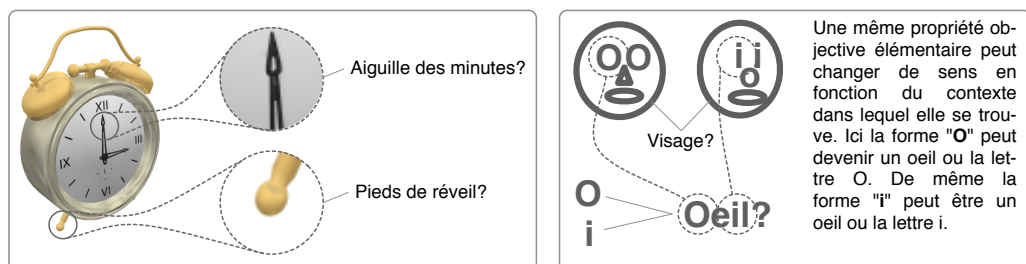 XII
III
VI
IX
Aiguille des minutes?
Pieds de réveil?
OO
ii
o
Visage?
O
i
Oeil?
Une même propriété ob-
jective élémentaire peut
changer de sens en
fonction du contexte
dans lequel elle se trou-
ve. Ici la forme "O" peut
devenir un oeil ou la let-
tre O. De même la
forme "i" peut être un
oeil ou la lettre i.